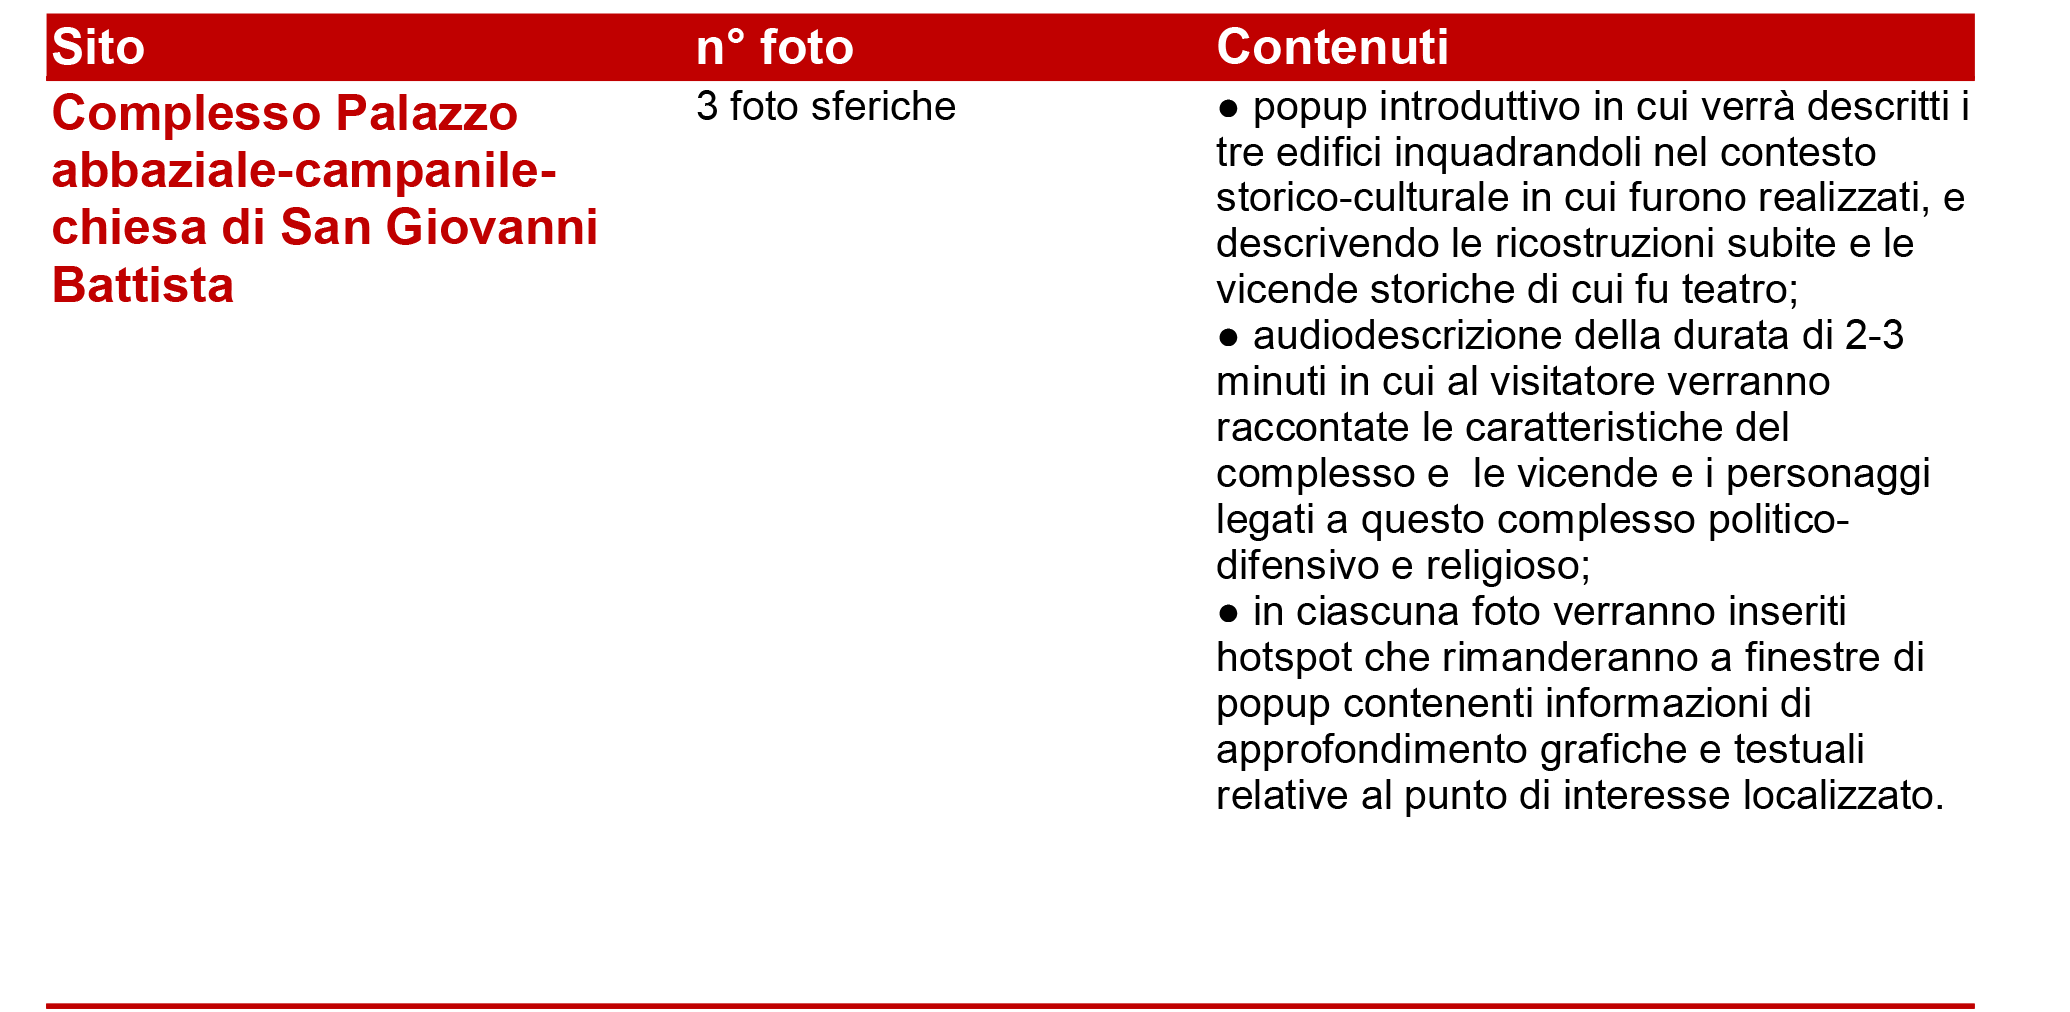 Sito n° foto Contenuti
Complesso Palazzo
abbaziale-campanile-
chiesa di San Giovanni
Battista
3 foto sferiche
● popup introduttivo in cui verrà descritti i
tre edifici inquadrandoli nel contesto
storico-culturale in cui furono realizzati, e
descrivendo le ricostruzioni subite e le
vicende storiche di cui fu teatro;
● audiodescrizione della durata di 2-3
minuti in cui al visitatore verranno
raccontate le caratteristiche del
complesso e  le vicende e i personaggi
legati a questo complesso politico-
difensivo e religioso;
● in ciascuna foto verranno inseriti
hotspot che rimanderanno a finestre di
popup contenenti informazioni di
approfondimento grafiche e testuali
relative al punto di interesse localizzato.